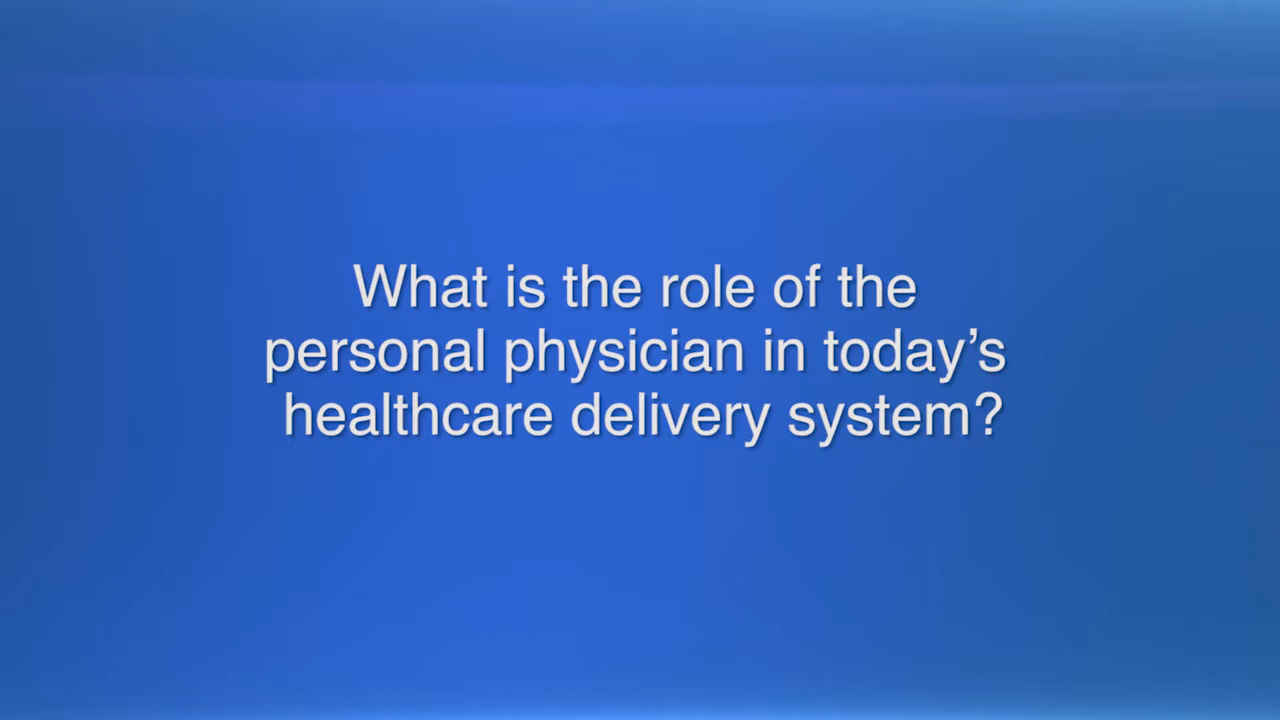 What is the role of the
personal physician in today’s
healthcare delivery system?